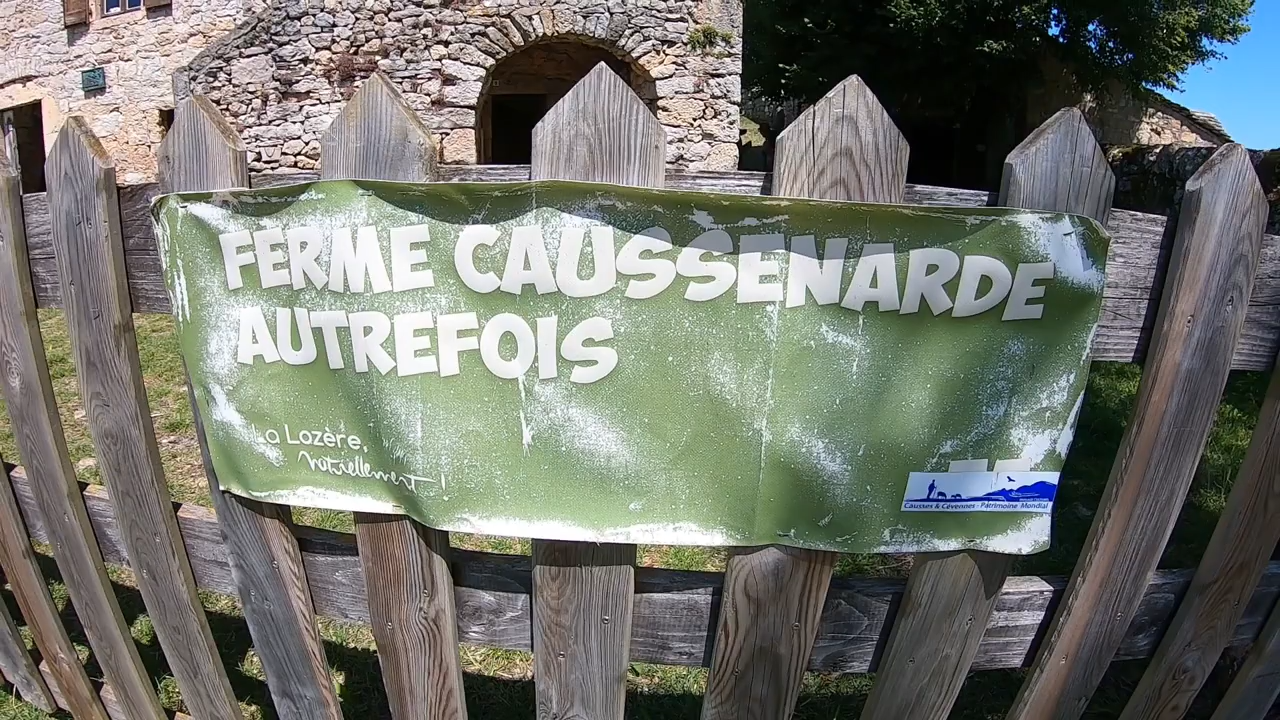 FERME CAUSSENARDE
AUTREFOIS
La Lozère,
naturellement !
Causses & Cévennes - Patrimoine Mondial